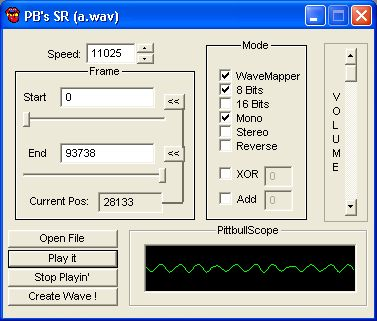 PB's SR (a.wav)
Speed: 11025
Frame
Start 0 <<
End 93738 <<
Current Pos: 28133
Mode
WaveMapper
8 Bits
16 Bits
Mono
Stereo
Reverse
XOR 0
Add 0
VOLUME
Open File
Play it
Stop Playin'
Create Wave !
PittbullScope